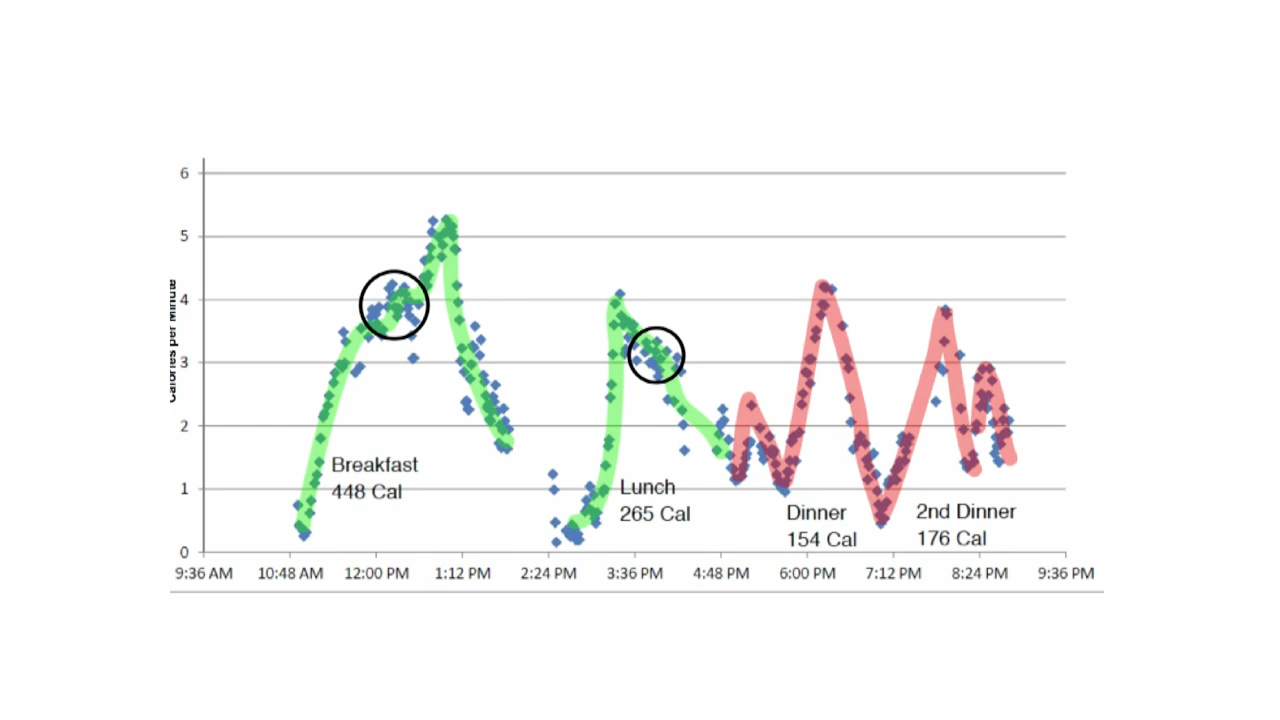 6
5
4
3
2
1
0
Calories per Minute
Breakfast
448 Cal
Lunch
265 Cal
Dinner
154 Cal
2nd Dinner
176 Cal
9:36 AM 10:48 AM 12:00 PM 1:12 PM 2:24 PM 3:36 PM 4:48 PM 6:00 PM 7:12 PM 8:24 PM 9:36 PM